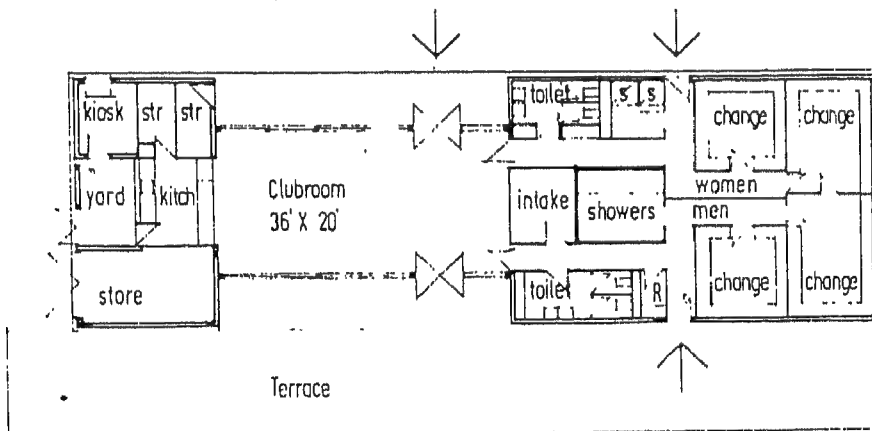 toilet
S S
kiosk
str
str
change
change
yard
kitch
Clubroom
36' X 20'
intake
showers
women
men
store
toilet
R
change
change
Terrace